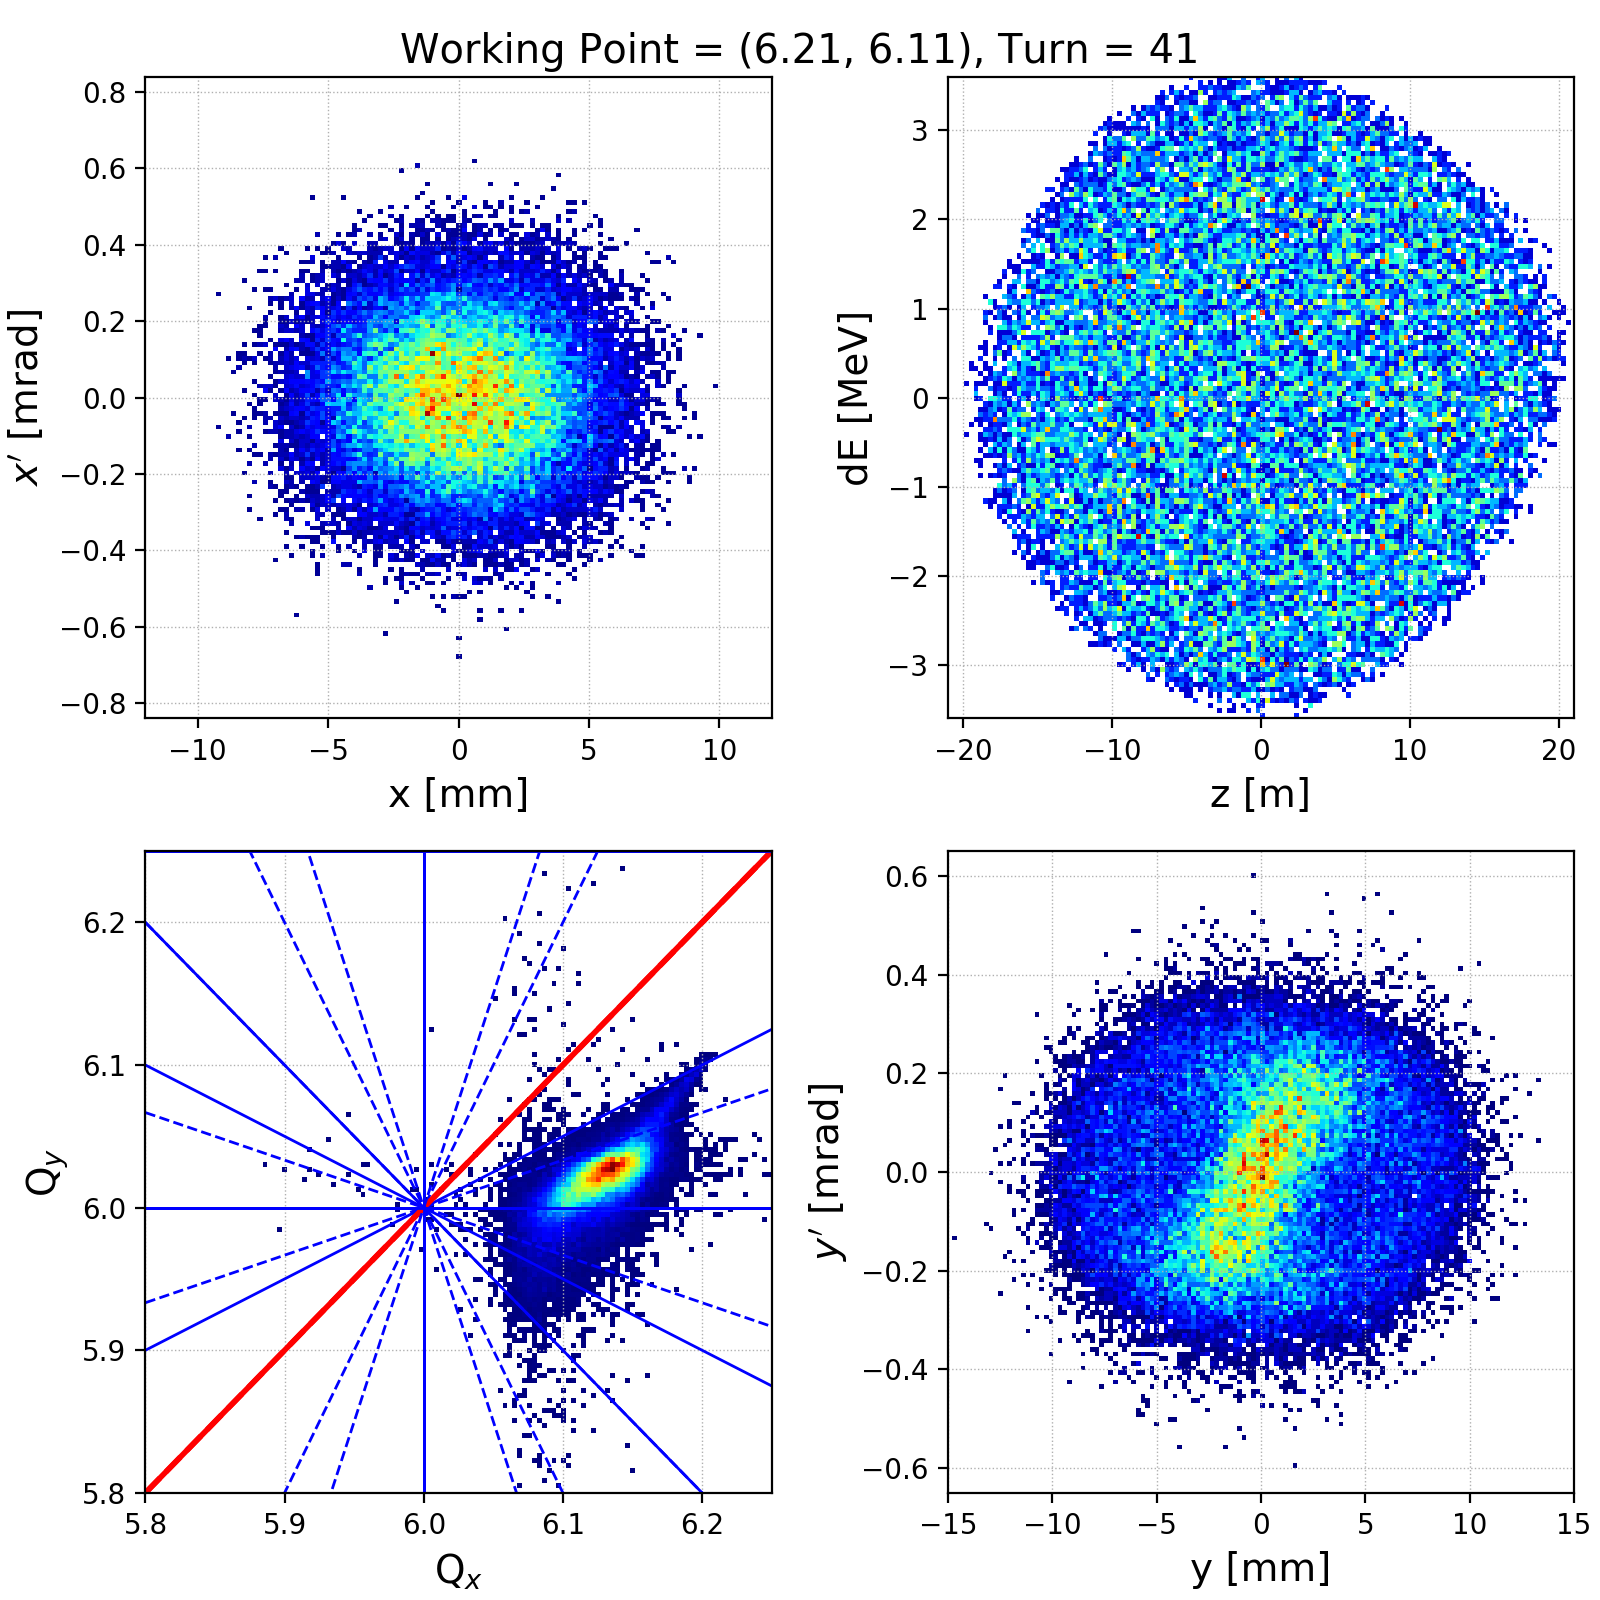 Working Point = (6.21, 6.11), Turn = 41
0.8
0.6
0.4
0.2
0.0
−0.2
−0.4
−0.6
−0.8
x′ [mrad]
−10 −5 0 5 10
x [mm]
3
2
1
0
−1
−2
−3
dE [MeV]
−20 −10 0 10 20
z [m]
6.2
6.1
6.0
5.9
5.8
Qy
5.8 5.9 6.0 6.1 6.2
Qx
0.6
0.4
0.2
0.0
−0.2
−0.4
−0.6
y′ [mrad]
−15 −10 −5 0 5 10 15
y [mm]